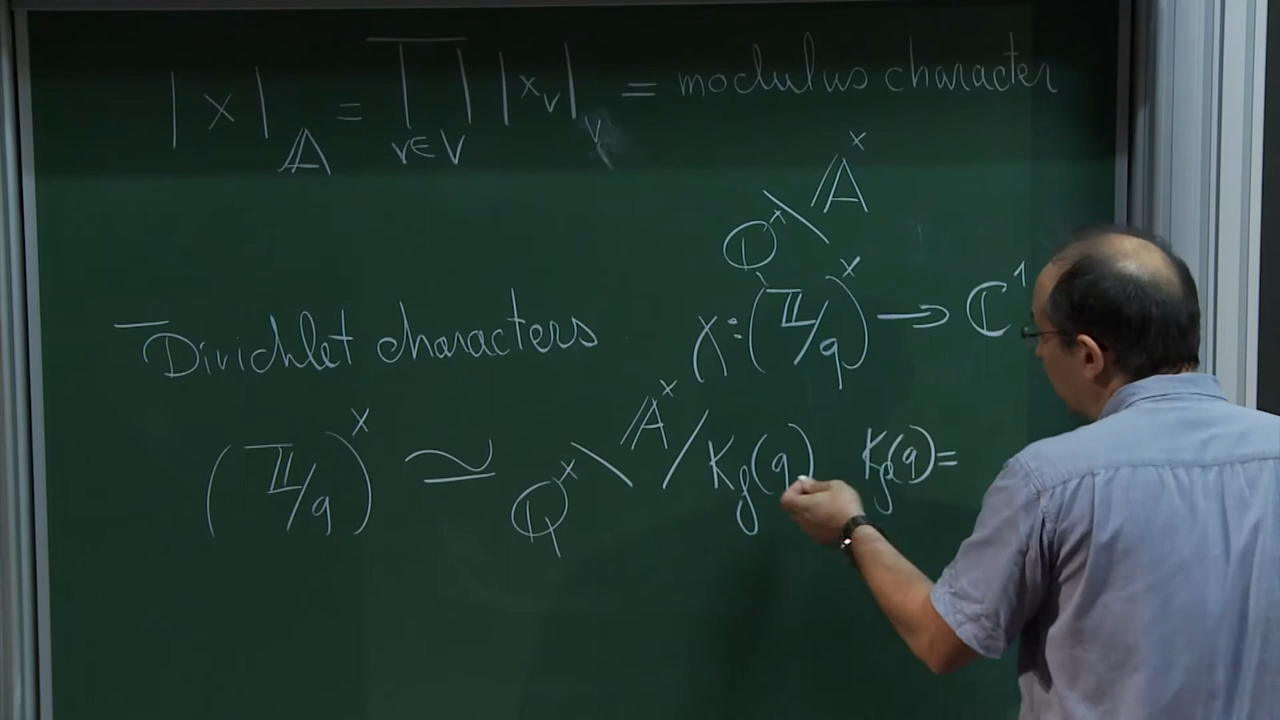 |x|_𝔸 = ∏_{v∈V} |x_v|_v = modulus character
ℚ^× \ 𝔸^×
– Dirichlet characters χ: (ℤ/q)^× → ℂ^1
(ℤ/q)^× ≃ ℚ^× \ 𝔸^× / K_f(q) K_f(q) =